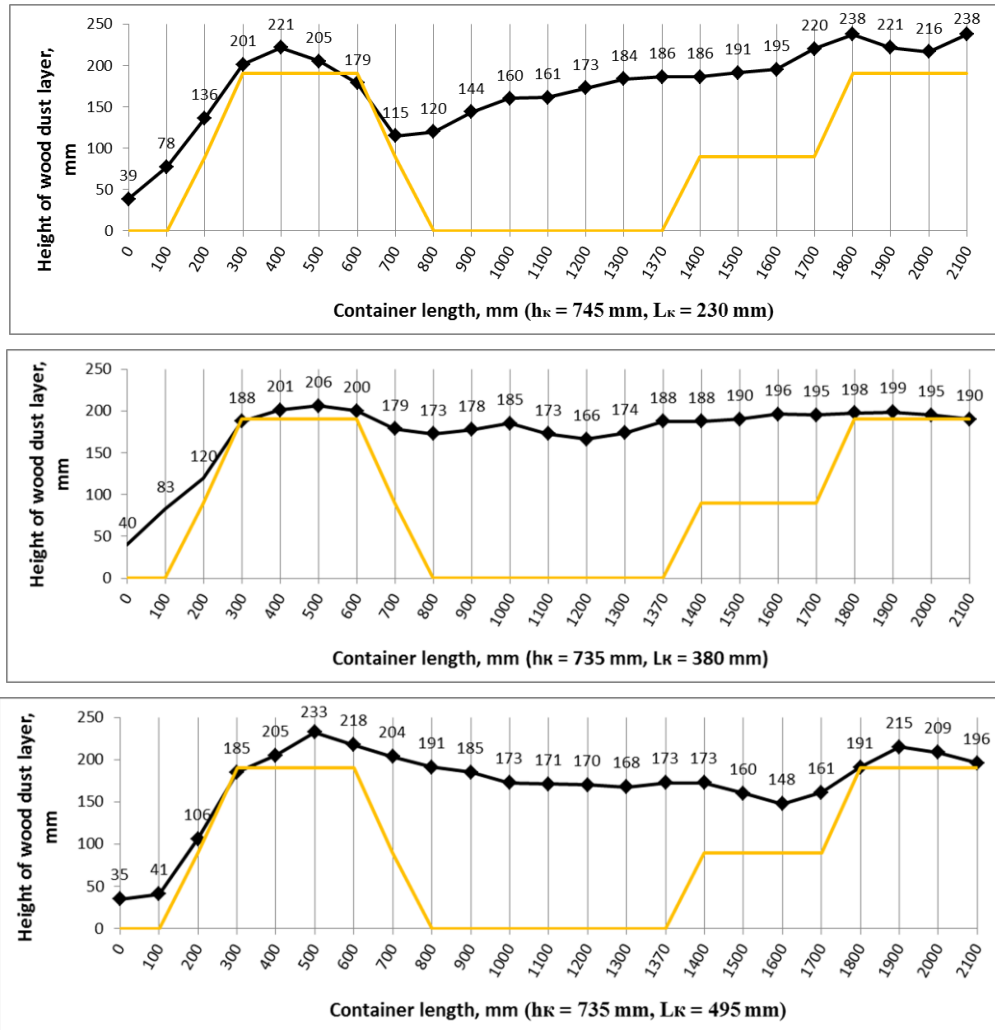 Height of wood dust layer,
mm
250
200
150
100
50
0
39 78 136 201 221 205 179 115 120 144 160 161 173 184 186 186 191 195 220 238 221 216 238
0 100 200 300 400 500 600 700 800 900 1000 1100 1200 1300 1370 1400 1500 1600 1700 1800 1900 2000 2100
Container length, mm (hк = 745 mm, Lк = 230 mm)
Height of wood dust layer,
mm
250
200
150
100
50
0
40 83 120 188 201 206 200 179 173 178 185 173 166 174 188 188 190 196 195 198 199 195 190
0 100 200 300 400 500 600 700 800 900 1000 1100 1200 1300 1370 1400 1500 1600 1700 1800 1900 2000 2100
Container length, mm (hк = 735 mm, Lк = 380 mm)
Height of wood dust layer,
mm
250
200
150
100
50
0
35 41 106 185 205 233 218 204 191 185 173 171 170 168 173 173 160 148 161 191 215 209 196
0 100 200 300 400 500 600 700 800 900 1000 1100 1200 1300 1370 1400 1500 1600 1700 1800 1900 2000 2100
Container length, mm (hк = 735 mm, Lк = 495 mm)